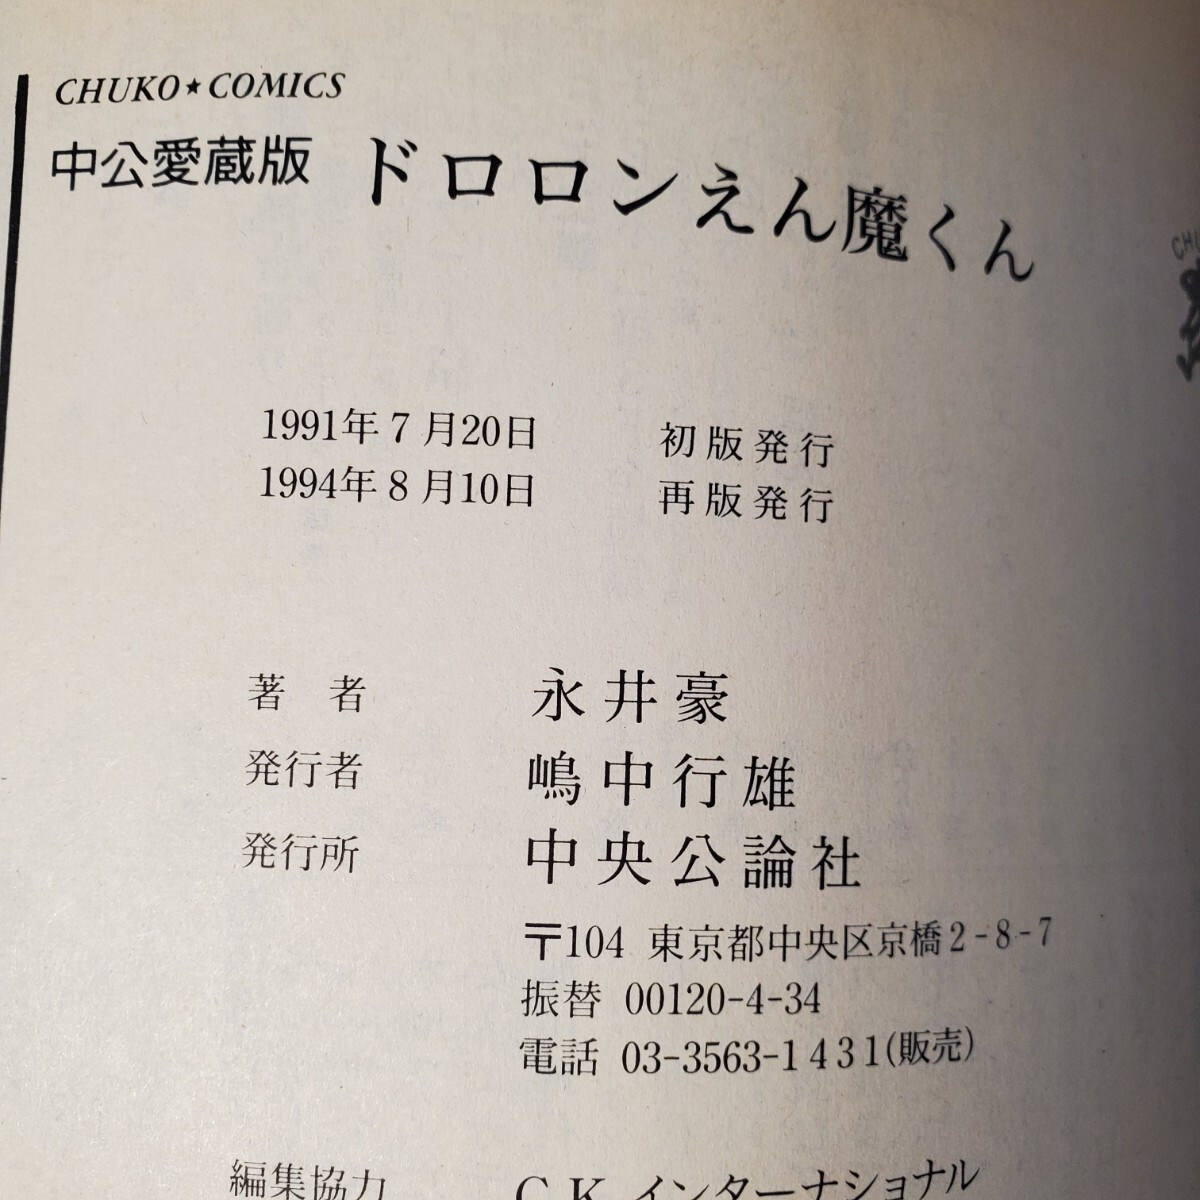 CHUKO★COMICS
中公愛蔵版 ドロロンえん魔くん
1991年7月20日 初版発行
1994年8月10日 再版発行
著 者 永井豪
発行者 嶋中行雄
発行所 中央公論社
〒104 東京都中央区京橋2-8-7
振替 00120-4-34
電話 03-3563-1431(販売)
編集協力 C.K.インターナショナル